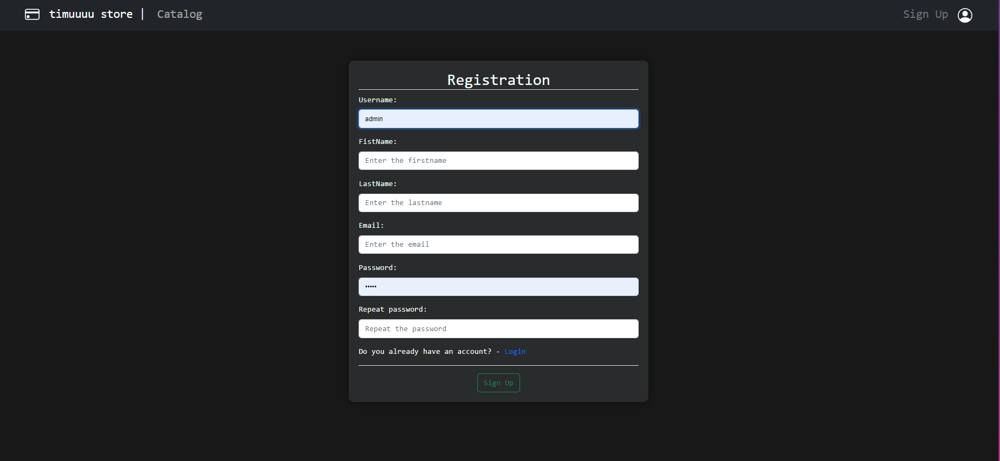 timuuuu store | Catalog Sign Up
Registration
Username:
admin
FistName:
Enter the firstname
LastName:
Enter the lastname
Email:
Enter the email
Password:
•••••
Repeat password:
Repeat the password
Do you already have an account? - Login
Sign Up